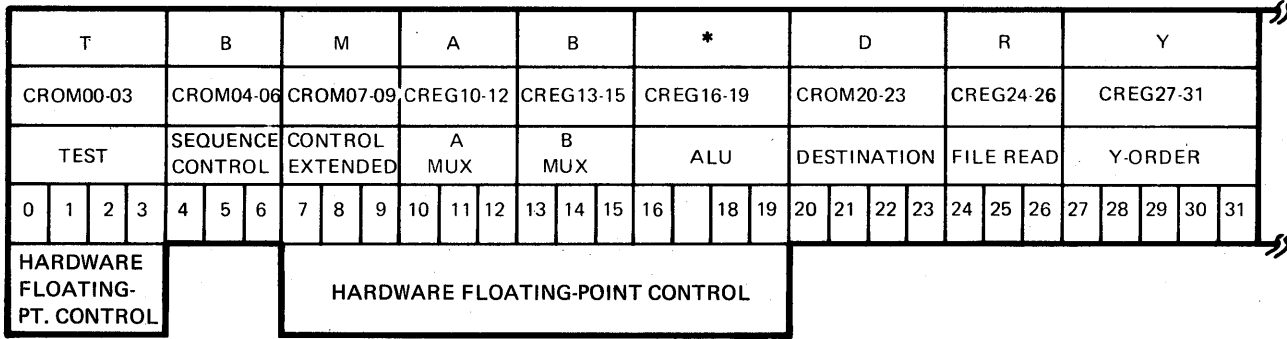 T B M A B * D R Y
CROM00-03 CROM04-06 CROM07-09 CREG10-12 CREG13-15 CREG16-19 CROM20-23 CREG24-26 CREG27-31
TEST SEQUENCE CONTROL CONTROL EXTENDED A MUX B MUX ALU DESTINATION FILE READ Y-ORDER
0 1 2 3 4 5 6 7 8 9 10 11 12 13 14 15 16 18 19 20 21 22 23 24 25 26 27 28 29 30 31
HARDWARE
FLOATING-
PT. CONTROL
HARDWARE FLOATING-POINT CONTROL